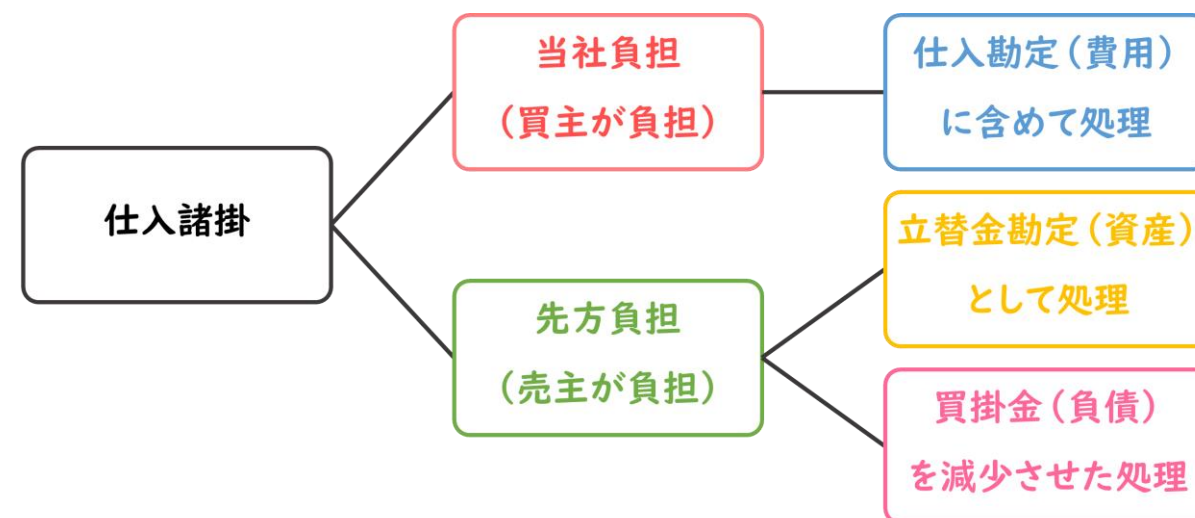 仕入諸掛
当社負担
(買主が負担)
仕入勘定(費用)
に含めて処理
先方負担
(売主が負担)
立替金勘定(資産)
として処理
買掛金(負債)
を減少させた処理